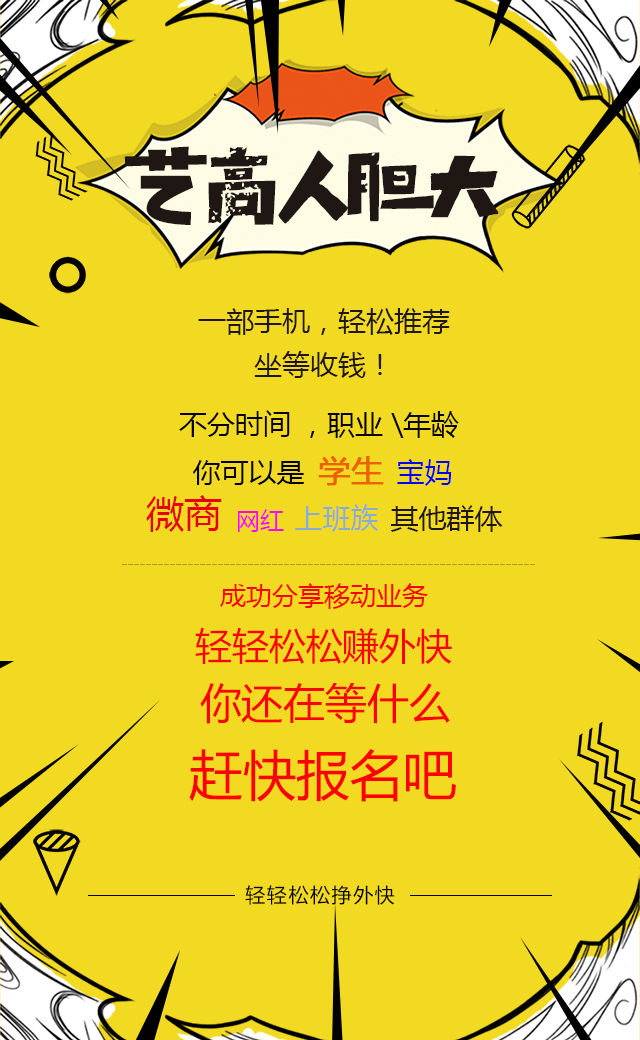 艺高人胆大
一部手机，轻松推荐
坐等收钱！
不分时间 ，职业 \年龄
你可以是 学生 宝妈
微商 网红 上班族 其他群体
成功分享移动业务
轻轻松松赚外快
你还在等什么
赶快报名吧
轻轻松松挣外快